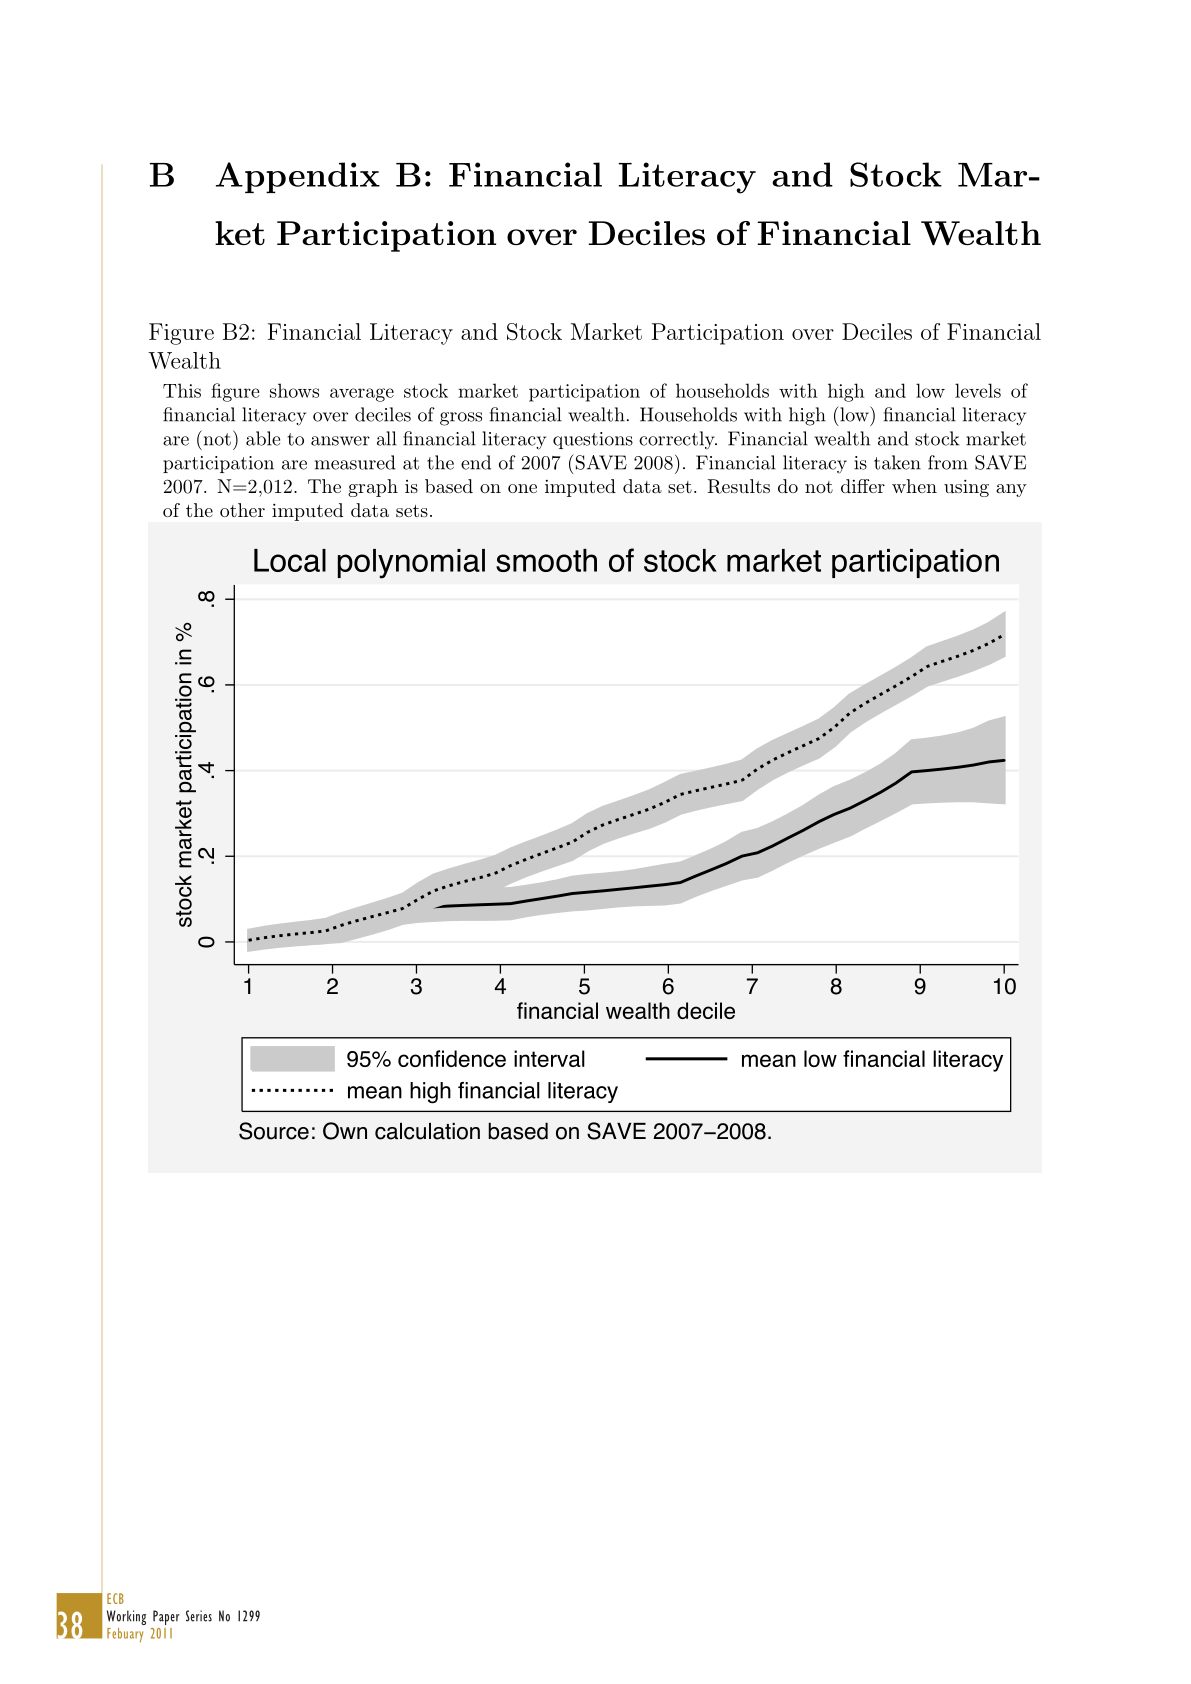 B Appendix B: Financial Literacy and Stock Mar-
ket Participation over Deciles of Financial Wealth
Figure B2: Financial Literacy and Stock Market Participation over Deciles of Financial
Wealth
This figure shows average stock market participation of households with high and low levels of
financial literacy over deciles of gross financial wealth. Households with high (low) financial literacy
are (not) able to answer all financial literacy questions correctly. Financial wealth and stock market
participation are measured at the end of 2007 (SAVE 2008). Financial literacy is taken from SAVE
2007. N=2,012. The graph is based on one imputed data set. Results do not differ when using any
of the other imputed data sets.
Local polynomial smooth of stock market participation
stock market participation in %
.8
.6
.4
.2
0
1 2 3 4 5 6 7 8 9 10
financial wealth decile
95% confidence interval mean low financial literacy
mean high financial literacy
Source: Own calculation based on SAVE 2007–2008.
38
ECB
Working Paper Series No 1299
Febuary 2011